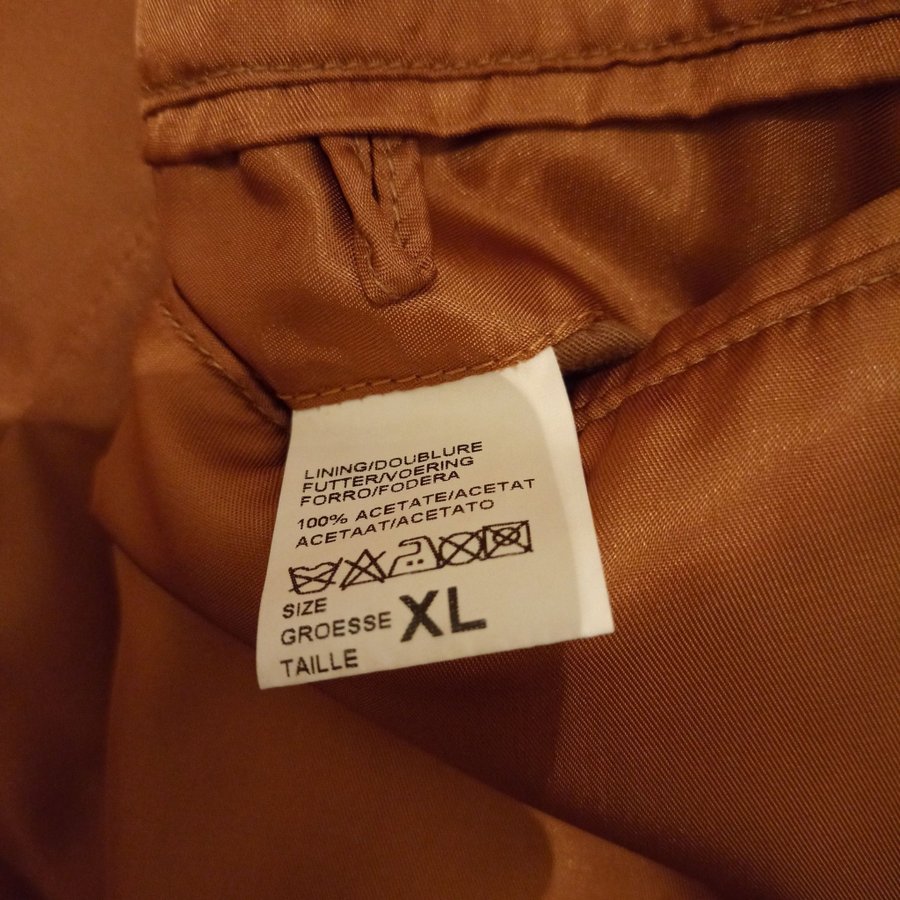 LINING/DOUBLURE
FUTTER/VOERING
FORRO/FODERA
100% ACETATE/ACETAT
ACETAAT/ACETATO
SIZE
GROESSE XL
TAILLE